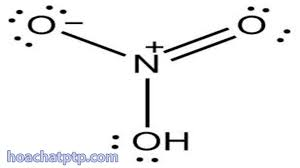 O − O
N +
OH
hoachatptp.com